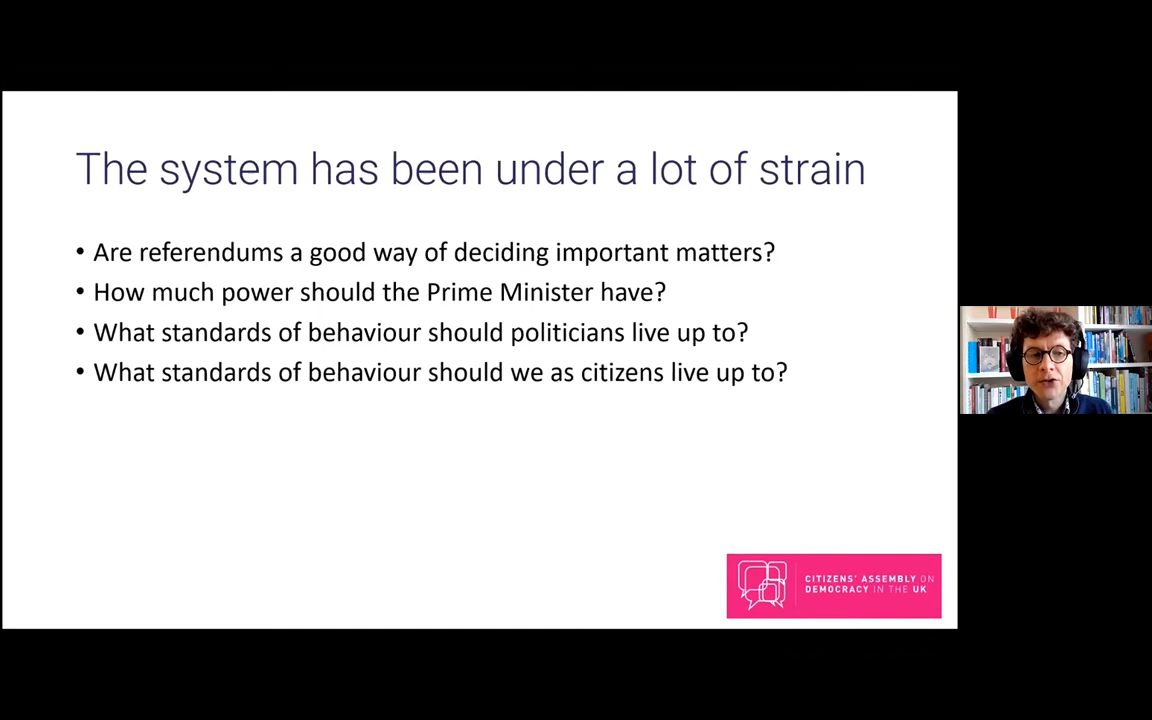 The system has been under a lot of strain
• Are referendums a good way of deciding important matters?
• How much power should the Prime Minister have?
• What standards of behaviour should politicians live up to?
• What standards of behaviour should we as citizens live up to?
CITIZENS' ASSEMBLY ON
DEMOCRACY IN THE UK